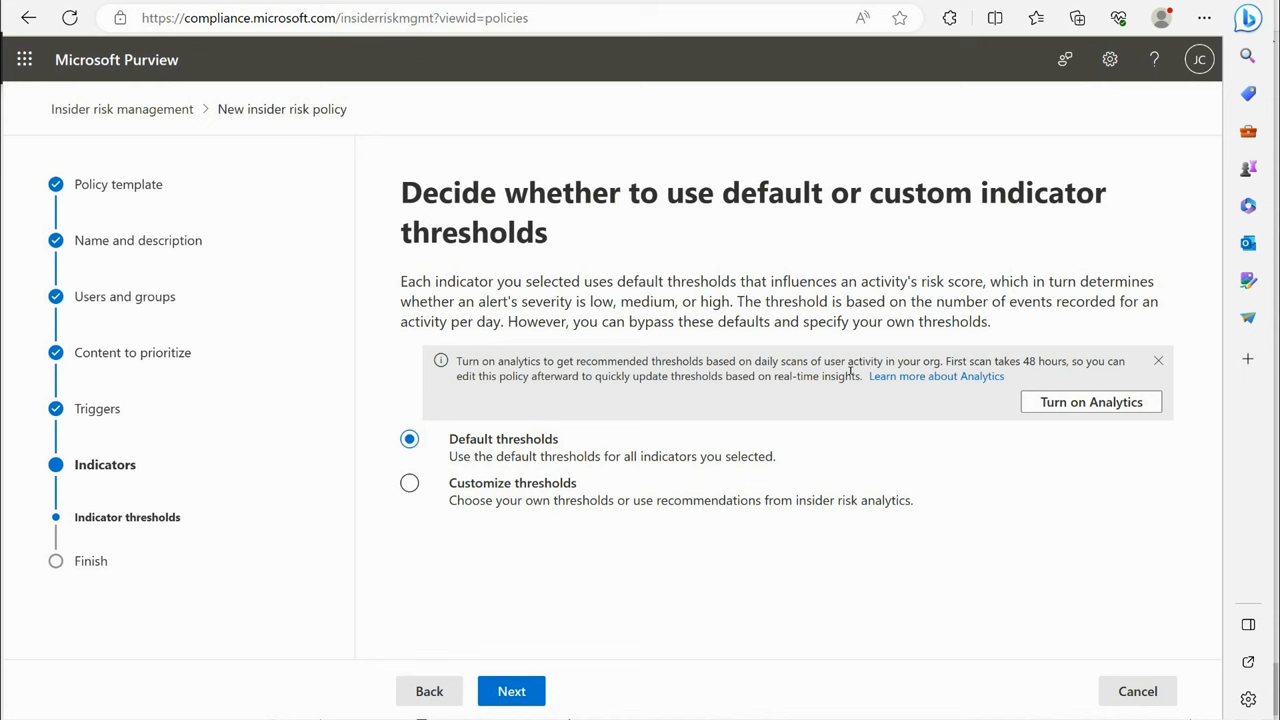 https://compliance.microsoft.com/insiderriskmgmt?viewid=policies
Microsoft Purview
JC
Insider risk management > New insider risk policy
Policy template
Name and description
Users and groups
Content to prioritize
Triggers
Indicators
Indicator thresholds
Finish
Decide whether to use default or custom indicator
thresholds
Each indicator you selected uses default thresholds that influences an activity's risk score, which in turn determines
whether an alert's severity is low, medium, or high. The threshold is based on the number of events recorded for an
activity per day. However, you can bypass these defaults and specify your own thresholds.
Turn on analytics to get recommended thresholds based on daily scans of user activity in your org. First scan takes 48 hours, so you can
edit this policy afterward to quickly update thresholds based on real-time insights. Learn more about Analytics
Turn on Analytics
Default thresholds
Use the default thresholds for all indicators you selected.
Customize thresholds
Choose your own thresholds or use recommendations from insider risk analytics.
Back
Next
Cancel